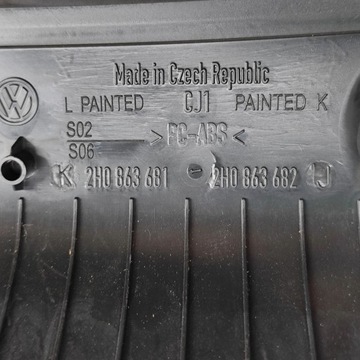 Made in Czech Republic
L PAINTED CJ1 PAINTED K
S02
>PC-ABS<
S06
K 2H0 863 681 - 2H0 863 682 J